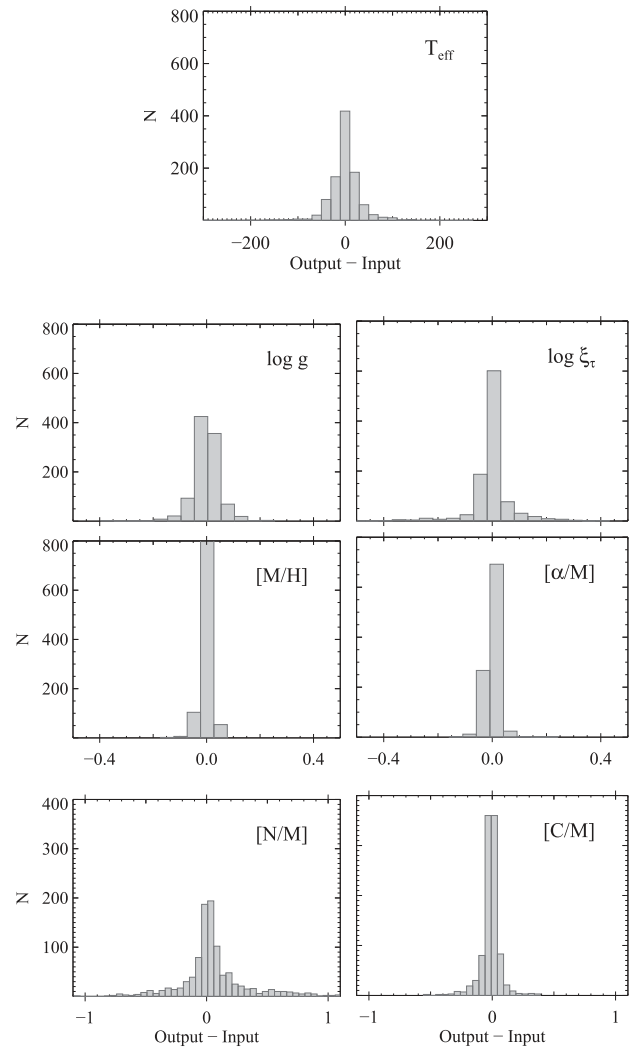 800
T_eff
600
N
400
200
−200 0 200
Output − Input
800
log g
log ξ_τ
600
N
400
200
800
[M/H]
[α/M]
600
N
400
200
−0.4 0.0 0.4
−0.4 0.0 0.4
400
[N/M]
[C/M]
300
N
200
100
−1 0 1
−1 0 1
Output − Input
Output − Input